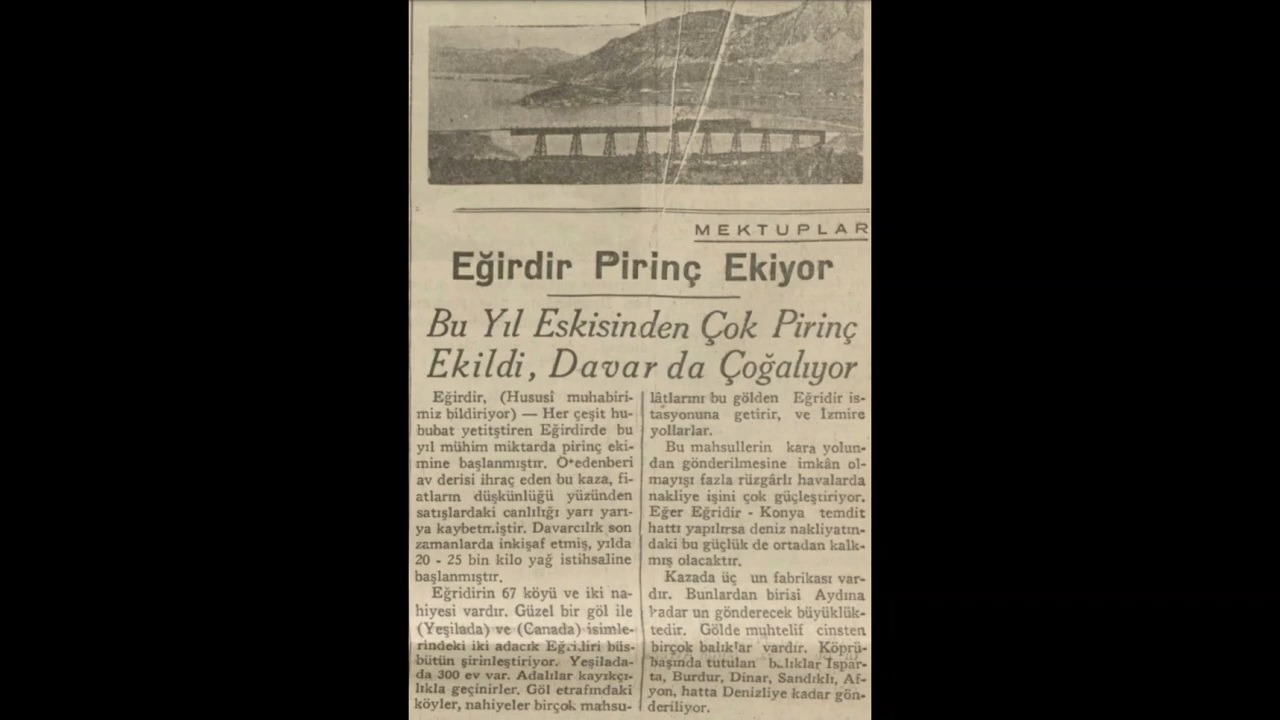 MEKTUPLAR
Eğirdir Pirinç Ekiyor
Bu Yıl Eskisinden Çok Pirinç
Ekildi, Davar da Çoğalıyor
Eğirdir, (Hususî muhabiri-
miz bildiriyor) — Her çeşit hu-
bubat yetitştiren Eğirdirde bu
yıl mühim miktarda pirinç eki-
mine başlanmıştır.
av derisi ihraç eden bu kaza, fi-
atların düşkünlüğü yüzünden
satışlardaki canlılığı yarı yarı-
ya kaybetmiştir. Davarcılık son
zamanlarda inkişaf etmiş, yılda
20 - 25 bin kilo yağ istihsaline
başlanmıştır.
Eğridirin 67 köyü ve iki na-
hiyesi vardır. Güzel bir göl ile
(Yeşilada) ve (Canada) isimle-
rindeki iki adacık büs-
bütün şirinleştiriyor. Yeşilada-
da 300 ev var. Adalılar kayıkçı-
lıkla geçinirler. Göl etrafındaki
köyler, nahiyeler birçok mahsu-
lâtlarını bu gölden Eğridir is-
tasyonuna getirir, ve İzmire
yollarlar.
Bu mahsullerin kara yolun-
dan gönderilmesine imkân ol-
mayışı fazla rüzgârlı havalarda
nakliye işini çok güçleştiriyor.
Eğer Eğridir - Konya temdit
hattı yapılırsa deniz nakliyatın-
daki bu güçlük de ortadan kalk-
mış olacaktır.
Kazada üç un fabrikası var-
dır. Bunlardan birisi Aydına
kadar un gönderecek büyüklük-
tedir. Gölde muhtelif cinsten
birçok balıklar vardır. Köprü-
başında tutulan balıklar Ispar-
ta, Burdur, Dinar, Sandıklı, Af-
yon, hatta Denizliye kadar gön-
deriliyor.